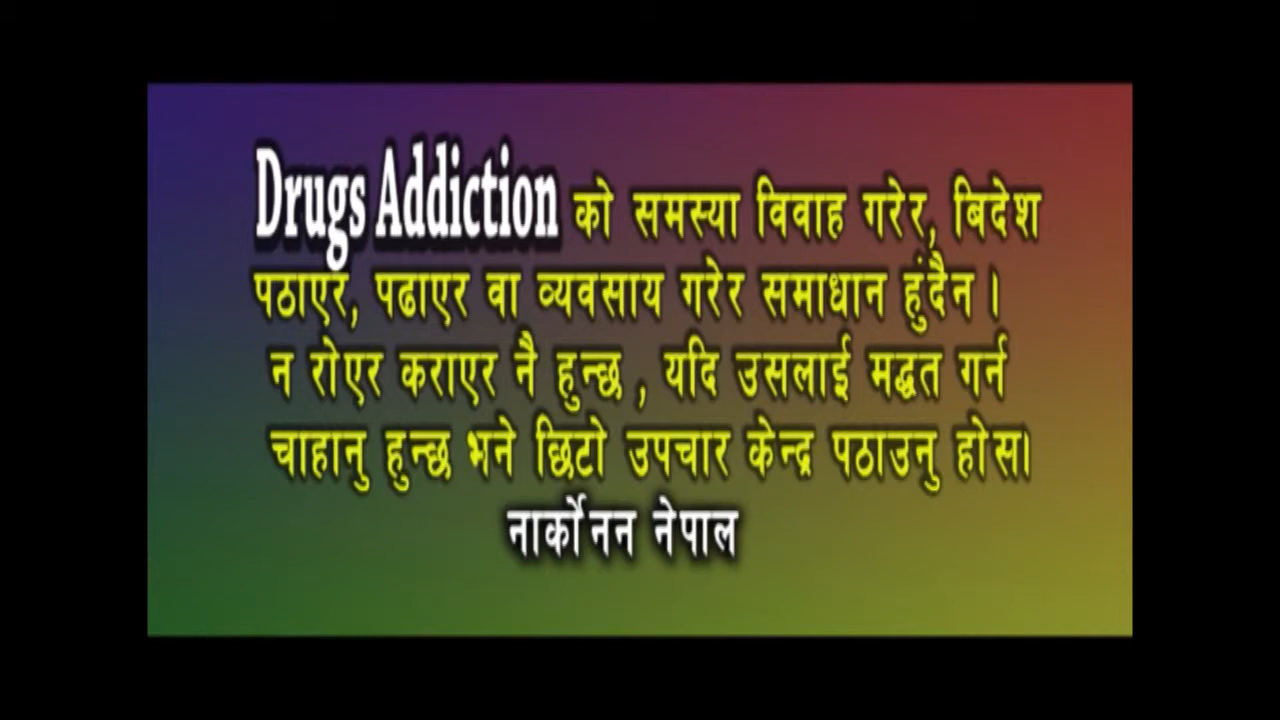 Drugs Addiction को समस्या विवाह गरेर, बिदेश
पठाएर, पढाएर वा व्यवसाय गरेर समाधान हुंदैन ।
न रोएर कराएर नै हुन्छ , यदि उसलाई मद्धत गर्न
चाहानु हुन्छ भने छिटो उपचार केन्द्र पठाउनु होस।
नार्कोनन नेपाल